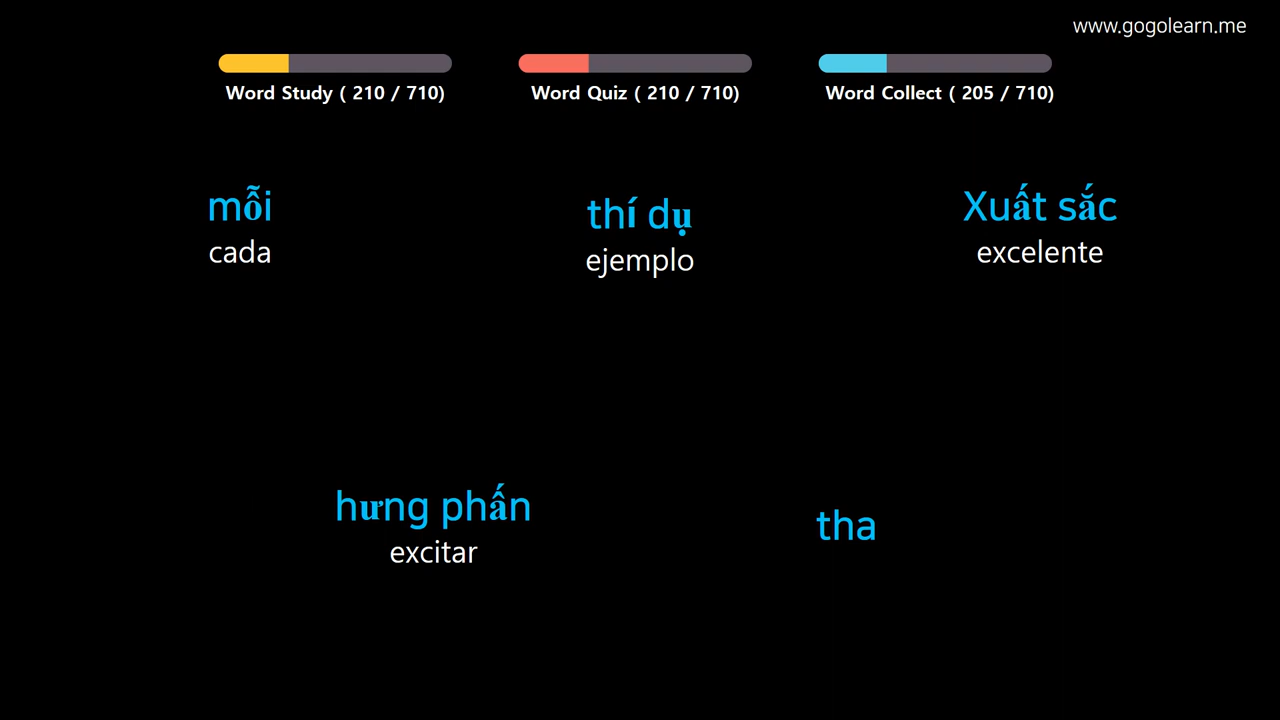 www.gogolearn.me
Word Study ( 210 / 710)
Word Quiz ( 210 / 710)
Word Collect ( 205 / 710)
mỗi
cada
thí dụ
ejemplo
Xuất sắc
excelente
hưng phấn
excitar
tha